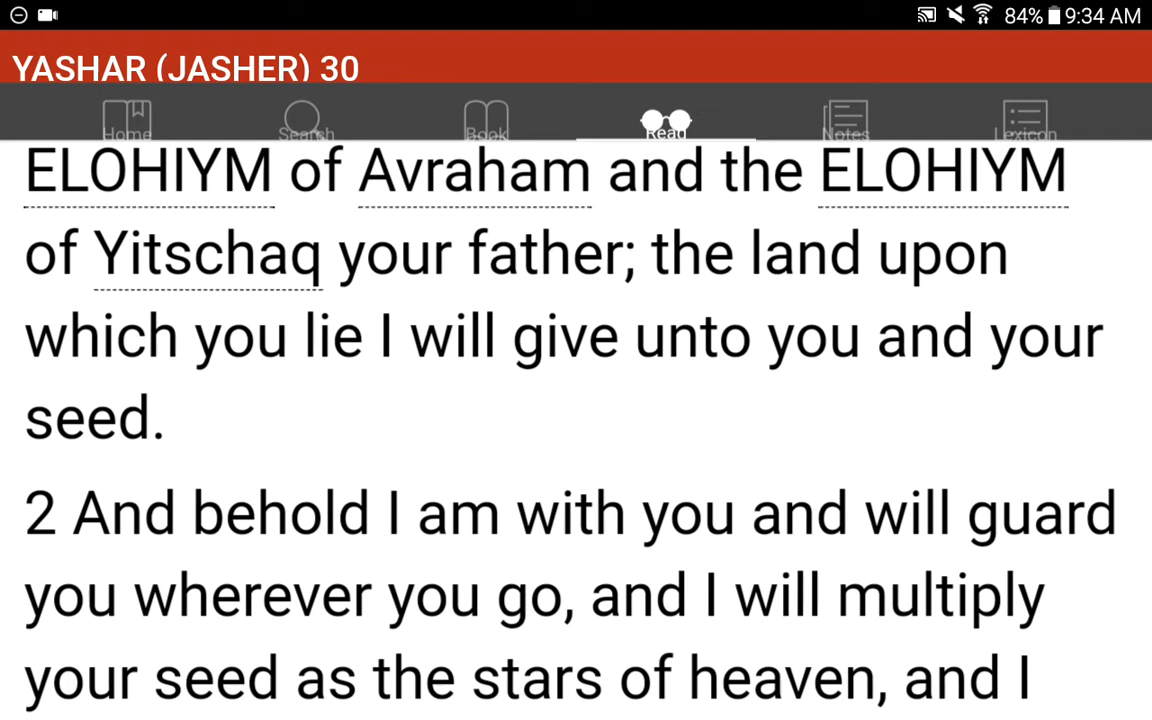 84% 9:34 AM
YASHAR (JASHER) 30
Home Search Book Read Notes Lexicon
ELOHIYM of Avraham and the ELOHIYM
of Yitschaq your father; the land upon
which you lie I will give unto you and your
seed.
2 And behold I am with you and will guard
you wherever you go, and I will multiply
your seed as the stars of heaven, and I